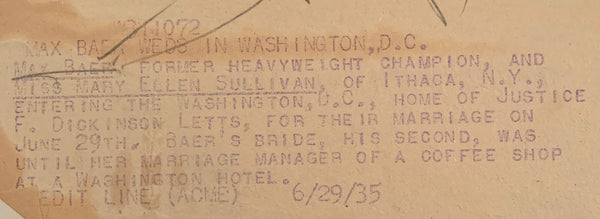 MAX BAER WEDS IN WASHINGTON, D.C.
MAX BAER, FORMER HEAVYWEIGHT CHAMPION, AND
MISS MARY ELLEN SULLIVAN, OF ITHACA, N.Y.,
ENTERING THE WASHINGTON, D.C., HOME OF JUSTICE
F. DICKINSON LETTS, FOR THEIR MARRIAGE ON
JUNE 29TH. BAER'S BRIDE, HIS SECOND, WAS
UNTIL HER MARRIAGE MANAGER OF A COFFEE SHOP
AT A WASHINGTON HOTEL.
EDIT LINE (ACME) 6/29/35